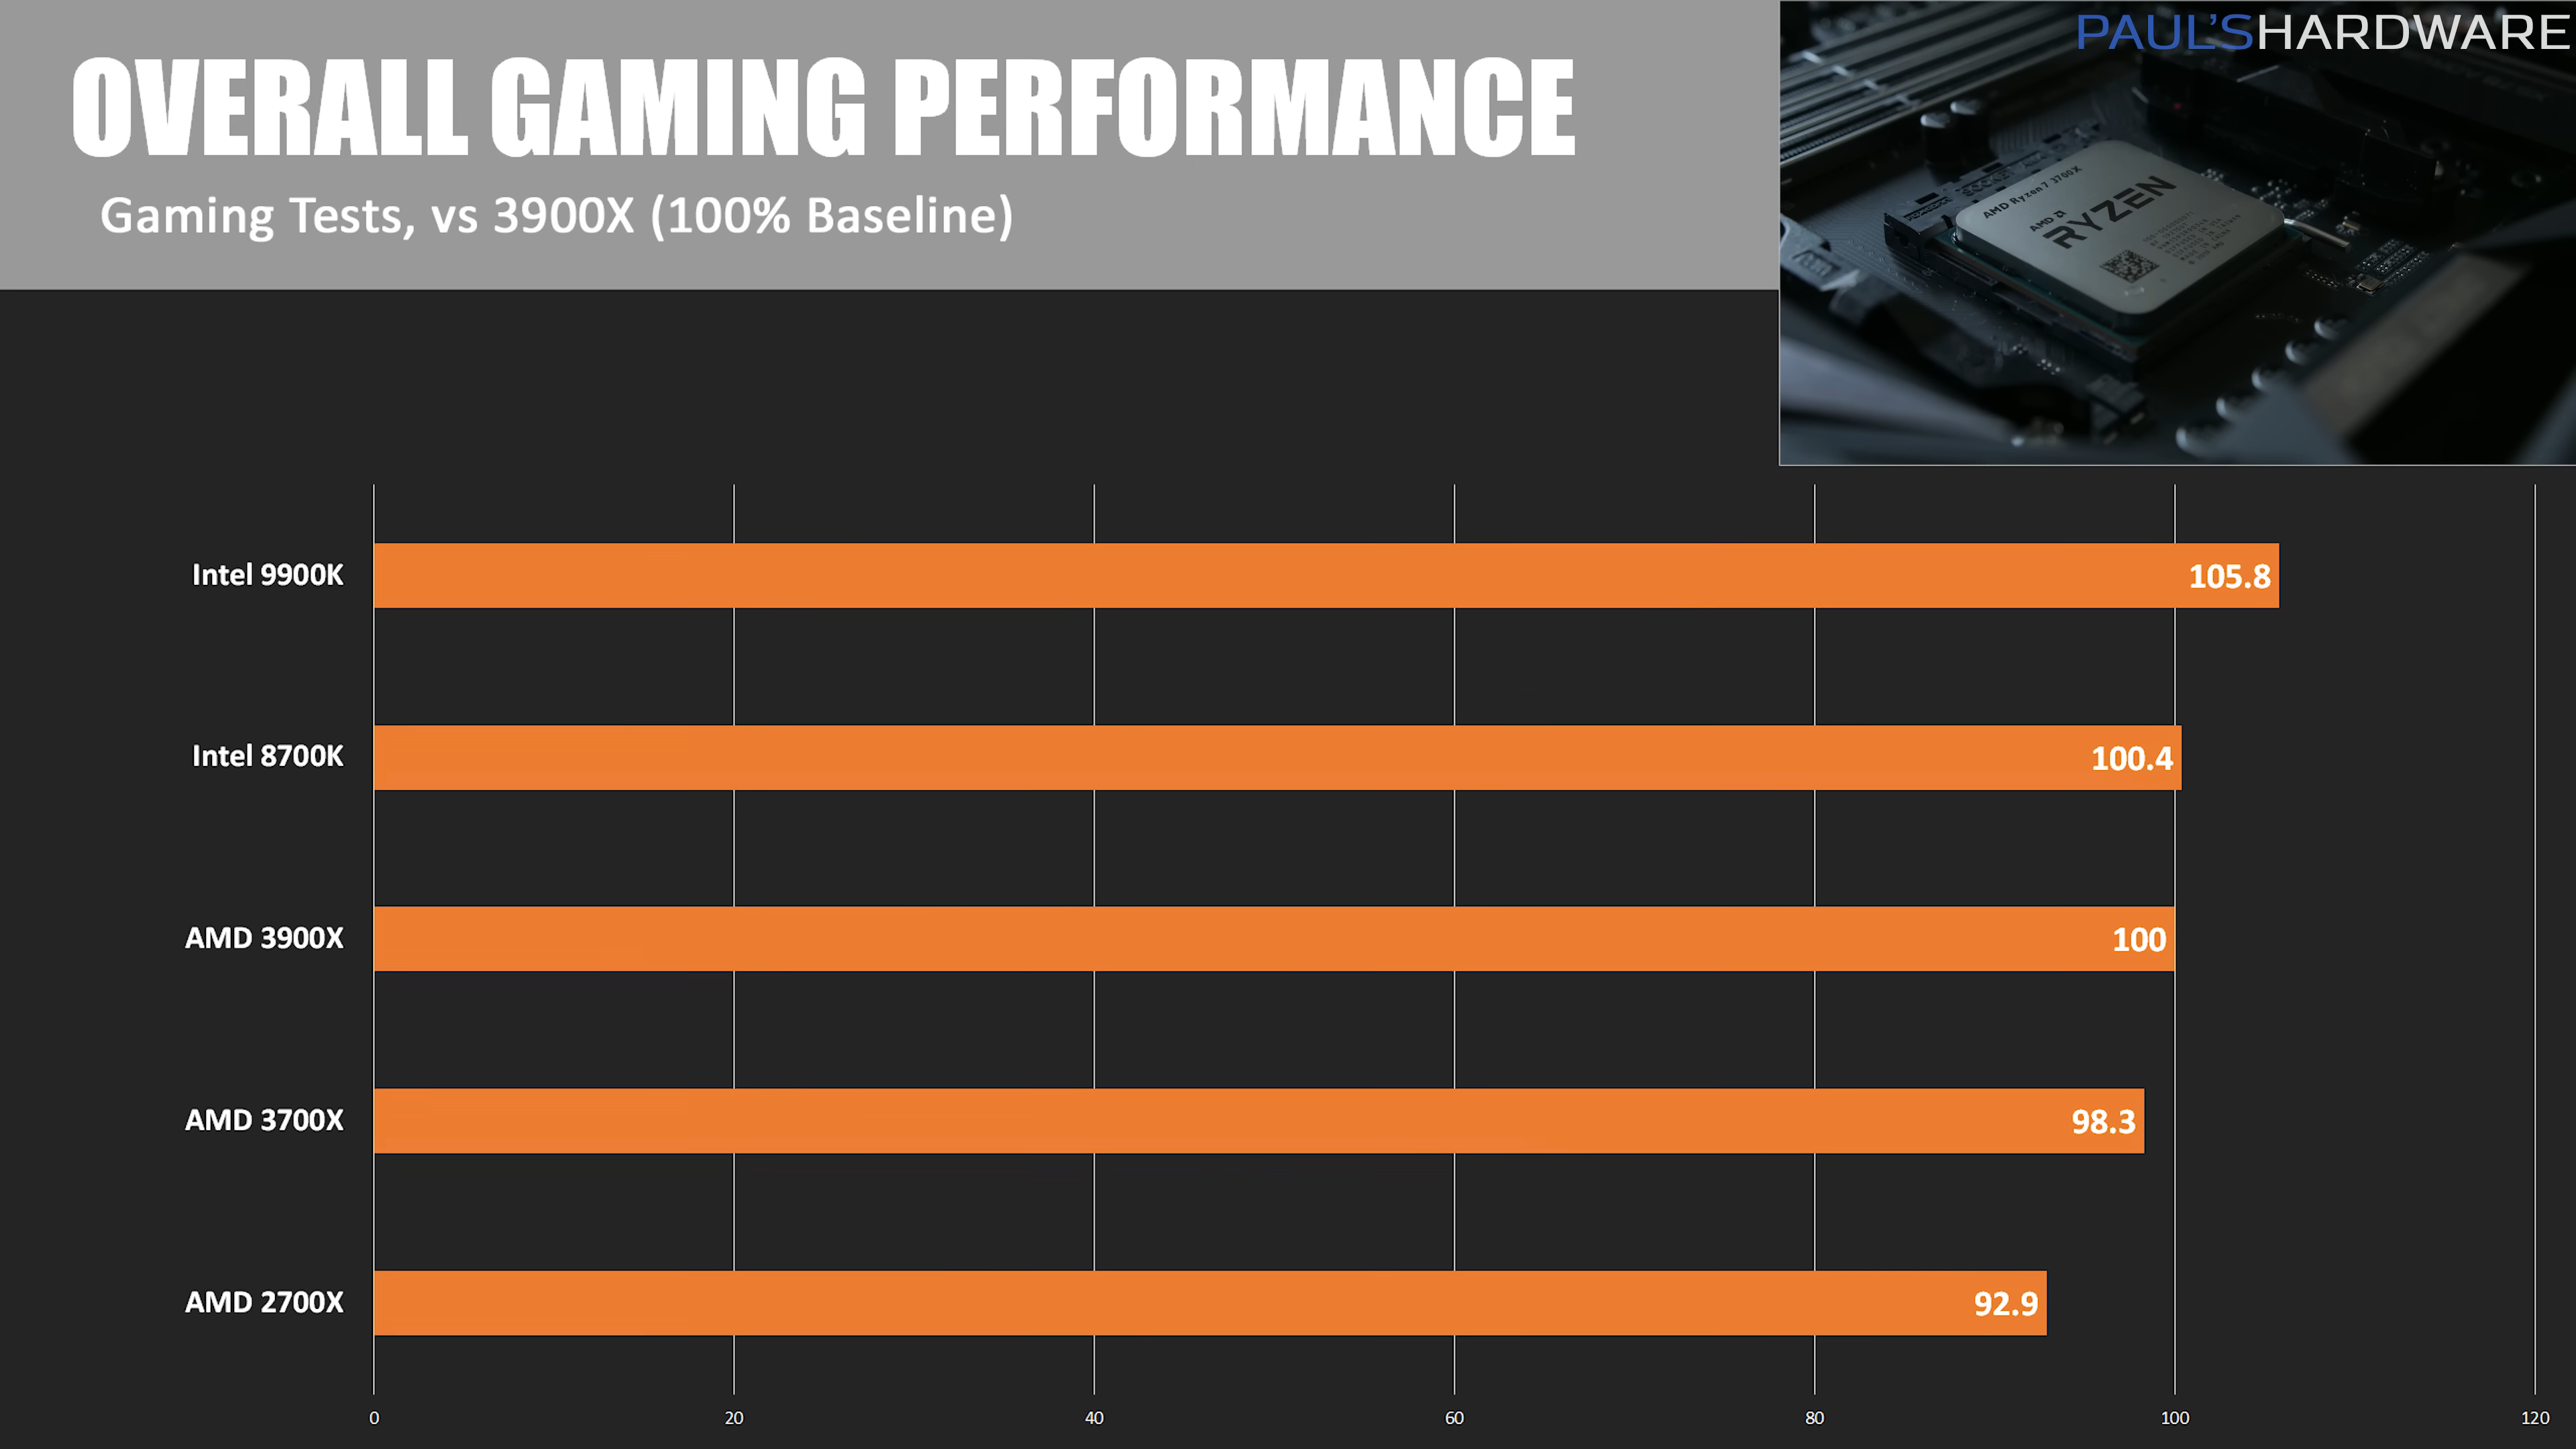 PAUL'SHARDWARE
OVERALL GAMING PERFORMANCE
Gaming Tests, vs 3900X (100% Baseline)
AMD Ryzen 7 3700X
AMD
RYZEN
Intel 9900K
105.8
Intel 8700K
100.4
AMD 3900X
100
AMD 3700X
98.3
AMD 2700X
92.9
0 20 40 60 80 100 120